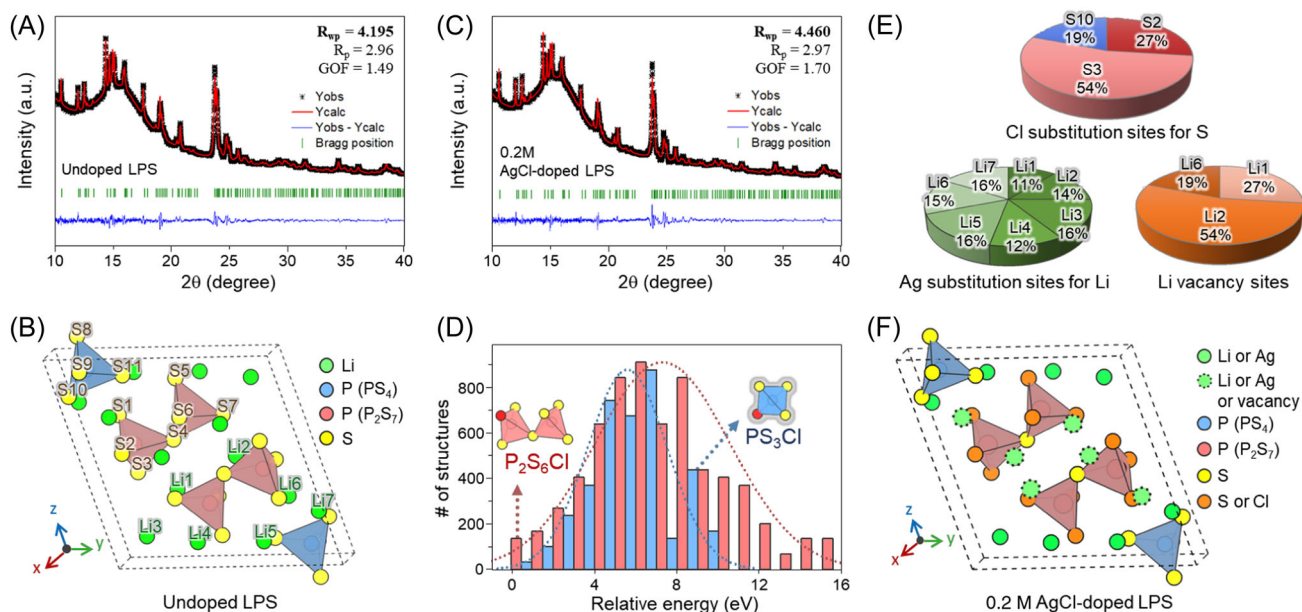 (A)
R_wp = 4.195
R_p = 2.96
GOF = 1.49
Yobs
Ycalc
Yobs - Ycalc
Bragg position
Undoped LPS
Intensity (a.u.)
10 15 20 25 30 35 40
2θ (degree)
(C)
R_wp = 4.460
R_p = 2.97
GOF = 1.70
Yobs
Ycalc
Yobs - Ycalc
Bragg position
0.2M
AgCl-doped LPS
Intensity (a.u.)
10 15 20 25 30 35 40
2θ (degree)
(E)
S10
19%
S2
27%
S3
54%
Cl substitution sites for S
Li7
16%
Li1
11%
Li2
14%
Li3
16%
Li4
12%
Li5
16%
Li6
15%
Ag substitution sites for Li
Li6
19%
Li1
27%
Li2
54%
Li vacancy sites
(B)
S8
S9
S11
S10
S5
S1
S6
S7
S2
S4
S3
Li2
Li1
Li6
Li7
Li3
Li4
Li5
Li
P (PS₄)
P (P₂S₇)
S
z
y
x
Undoped LPS
(D)
# of structures
800
600
400
200
0
P₂S₆Cl
PS₃Cl
0 4 8 12 16
Relative energy (eV)
(F)
Li or Ag
Li or Ag
or vacancy
P (PS₄)
P (P₂S₇)
S
S or Cl
z
y
x
0.2 M AgCl-doped LPS